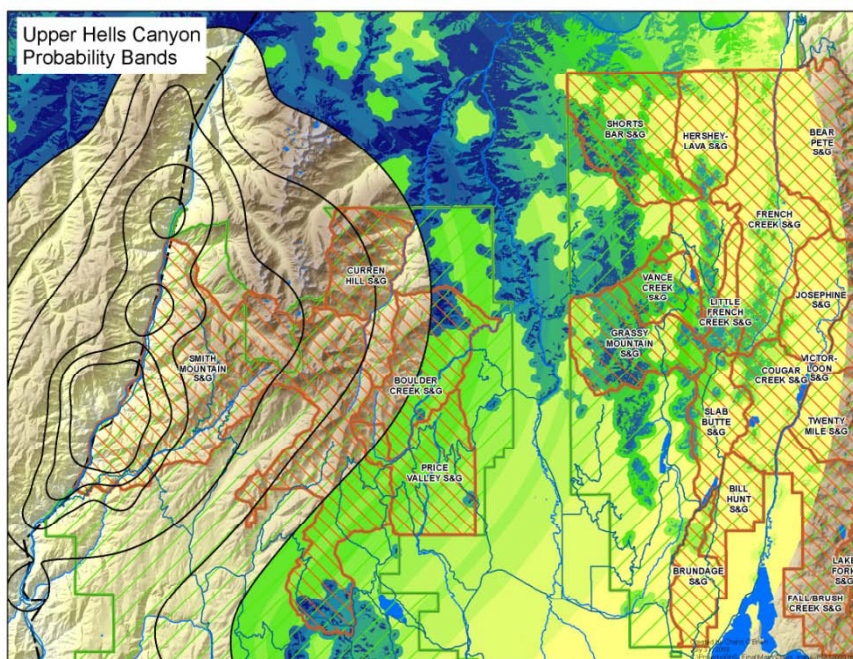 Upper Hells Canyon
Probability Bands
SHORTS
BAR S&G
HERSHEY-
LAVA S&G
BEAR
PETE
S&G
FRENCH
CREEK S&G
CURREN
HILL S&G
VANCE
CREEK
S&G
LITTLE
FRENCH
CREEK S&G
JOSEPHINE
S&G
GRASSY
MOUNTAIN
S&G
SMITH
MOUNTAIN
S&G
BOULDER
CREEK S&G
COUGAR
CREEK S&G
VICTOR-
LOON
S&G
SLAB
BUTTE
S&G
TWENTY
MILE S&G
PRICE
VALLEY S&G
BILL
HUNT
S&G
BRUNDAGE
S&G
LAKE
FORK
S&G
FALL/BRUSH
CREEK S&G